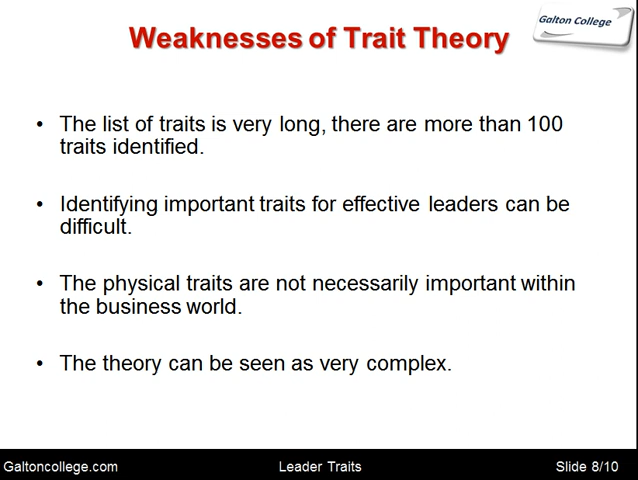 Galton College
Weaknesses of Trait Theory
• The list of traits is very long, there are more than 100
traits identified.
• Identifying important traits for effective leaders can be
difficult.
• The physical traits are not necessarily important within
the business world.
• The theory can be seen as very complex.
Galtoncollege.com Leader Traits Slide 8/10